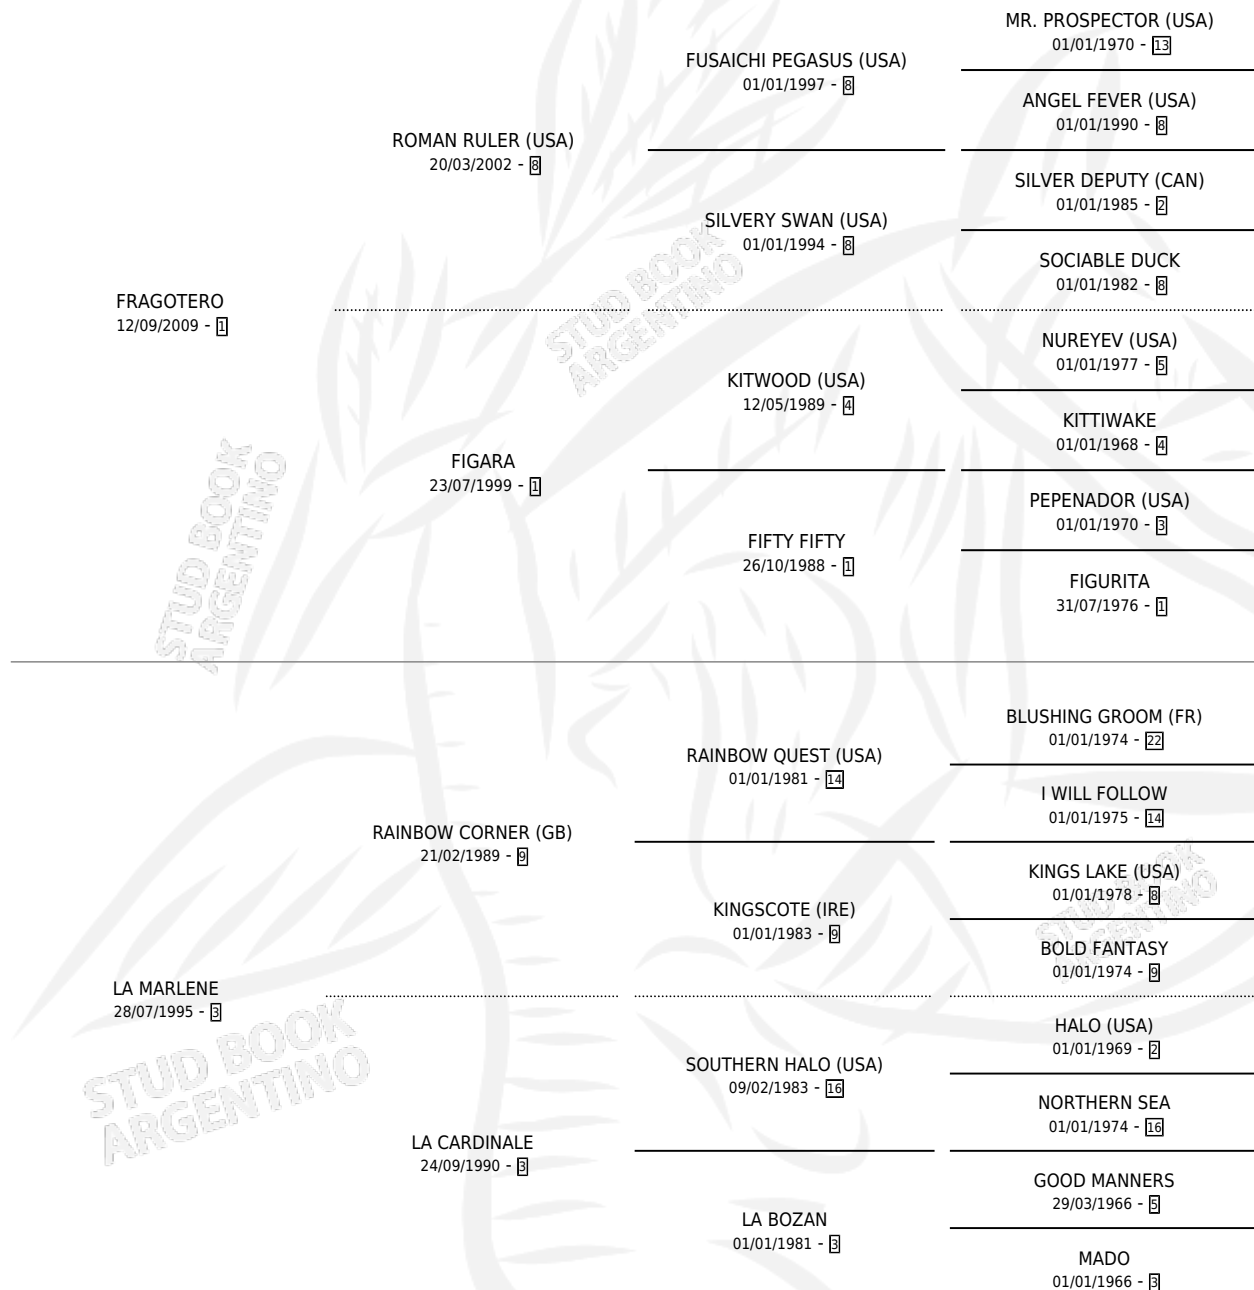 MR. PROSPECTOR (USA)
01/01/1970 - 13
FUSAICHI PEGASUS (USA)
01/01/1997 - 8
ANGEL FEVER (USA)
01/01/1990 - 8
ROMAN RULER (USA)
20/03/2002 - 8
SILVER DEPUTY (CAN)
01/01/1985 - 2
SILVERY SWAN (USA)
01/01/1994 - 8
SOCIABLE DUCK
01/01/1982 - 8
FRAGOTERO
12/09/2009 - 1
NUREYEV (USA)
01/01/1977 - 5
KITWOOD (USA)
12/05/1989 - 4
KITTIWAKE
01/01/1968 - 4
FIGARA
23/07/1999 - 1
PEPENADOR (USA)
01/01/1970 - 3
FIFTY FIFTY
26/10/1988 - 1
FIGURITA
31/07/1976 - 1
BLUSHING GROOM (FR)
01/01/1974 - 22
RAINBOW QUEST (USA)
01/01/1981 - 14
I WILL FOLLOW
01/01/1975 - 14
RAINBOW CORNER (GB)
21/02/1989 - 9
KINGS LAKE (USA)
01/01/1978 - 8
KINGSCOTE (IRE)
01/01/1983 - 9
BOLD FANTASY
01/01/1974 - 9
LA MARLENE
28/07/1995 - 3
HALO (USA)
01/01/1969 - 2
SOUTHERN HALO (USA)
09/02/1983 - 16
NORTHERN SEA
01/01/1974 - 16
LA CARDINALE
24/09/1990 - 3
GOOD MANNERS
29/03/1966 - 5
LA BOZAN
01/01/1981 - 3
MADO
01/01/1966 - 3
STUD BOOK
ARGENTINO
STUD BOOK
ARGENTINO
STUD BOOK
ARGENTINO
STUD BOOK
ARGENTINO